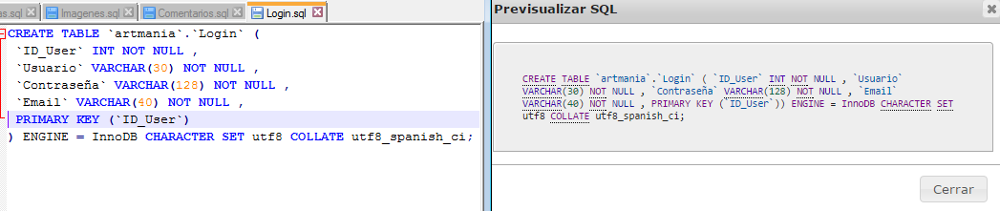 as.sql Imagenes.sql Comentarios.sql Login.sql
CREATE TABLE `artmania`.`Login` (
`ID_User` INT NOT NULL ,
`Usuario` VARCHAR(30) NOT NULL ,
`Contraseña` VARCHAR(128) NOT NULL ,
`Email` VARCHAR(40) NOT NULL ,
PRIMARY KEY (`ID_User`)
) ENGINE = InnoDB CHARACTER SET utf8 COLLATE utf8_spanish_ci;
Previsualizar SQL
CREATE TABLE `artmania`.`Login` ( `ID_User` INT NOT NULL , `Usuario`
VARCHAR(30) NOT NULL , `Contraseña` VARCHAR(128) NOT NULL , `Email`
VARCHAR(40) NOT NULL , PRIMARY KEY (`ID_User`)) ENGINE = InnoDB CHARACTER SET
utf8 COLLATE utf8_spanish_ci;
Cerrar